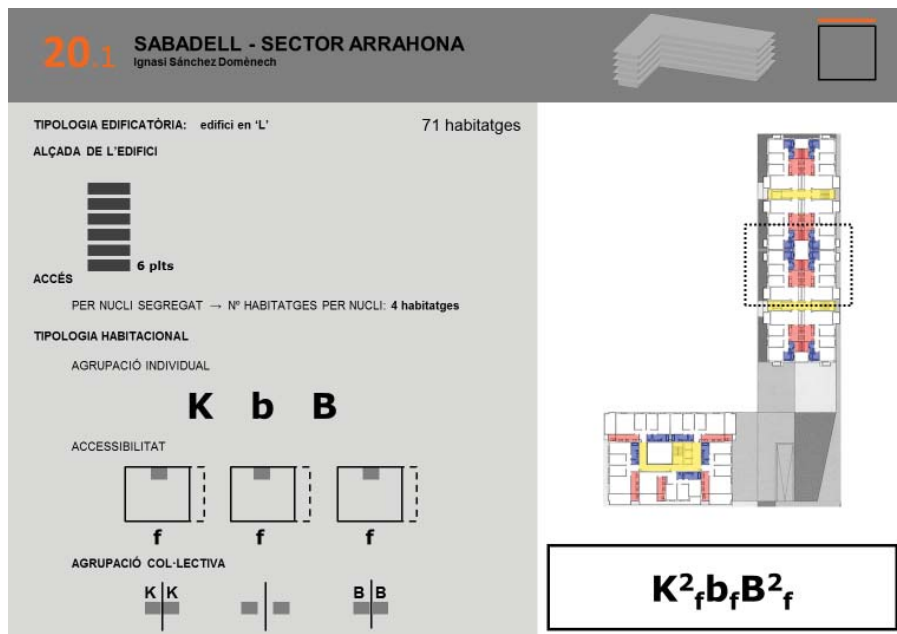 20.1
SABADELL - SECTOR ARRAHONA
Ignasi Sánchez Domènech
TIPOLOGIA EDIFICATÒRIA: edifici en 'L'
71 habitatges
ALÇADA DE L'EDIFICI
6 plts
ACCÉS
PER NUCLI SEGREGAT → Nº HABITATGES PER NUCLI: 4 habitatges
TIPOLOGIA HABITACIONAL
AGRUPACIÓ INDIVIDUAL
K b B
ACCESSIBILITAT
f f f
AGRUPACIÓ COL·LECTIVA
K K B B
K²fbfB²f